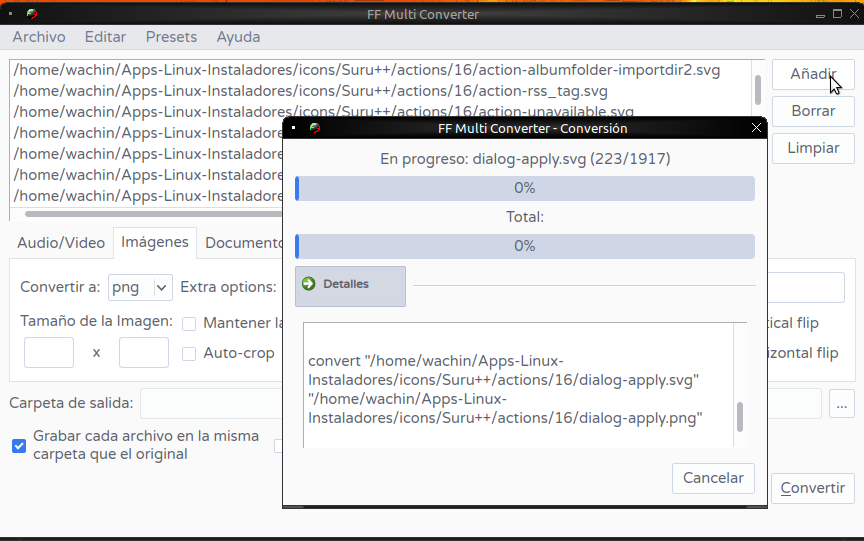 FF Multi Converter
Archivo Editar Presets Ayuda
/home/wachin/Apps-Linux-Instaladores/icons/Suru++/actions/16/action-albumfolder-importdir2.svg
/home/wachin/Apps-Linux-Instaladores/icons/Suru++/actions/16/action-rss_tag.svg
/home/wachin/Apps-Linux-Instaladores/icons/Suru++/actions/16/action-unavailable.svg
/home/wachin/Apps-Linux-Instaladore
/home/wachin/Apps-Linux-Instaladore
/home/wachin/Apps-Linux-Instaladore
/home/wachin/Apps-Linux-Instaladore
Añadir
Borrar
Limpiar
Audio/Video Imágenes Documento
Convertir a: png Extra options:
Tamaño de la Imagen: Mantener la
x Auto-crop
tical flip
izontal flip
Carpeta de salida: ...
Grabar cada archivo en la misma
carpeta que el original
Convertir
FF Multi Converter - Conversión
En progreso: dialog-apply.svg (223/1917)
0%
Total:
0%
Detalles
convert "/home/wachin/Apps-Linux-
Instaladores/icons/Suru++/actions/16/dialog-apply.svg"
"/home/wachin/Apps-Linux-
Instaladores/icons/Suru++/actions/16/dialog-apply.png"
Cancelar